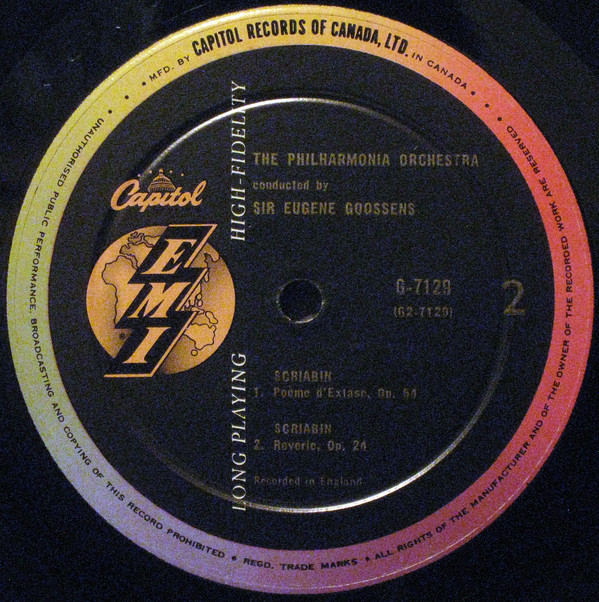 MFD. BY CAPITOL RECORDS OF CANADA, LTD. IN CANADA
UNAUTHORISED PUBLIC PERFORMANCE, BROADCASTING AND COPYING OF THIS RECORD PROHIBITED • REGD. TRADE MARKS • ALL RIGHTS OF THE MANUFACTURER AND OF THE OWNER OF THE RECORDED WORK ARE RESERVED
Capitol
EMI
LONG PLAYING HIGH-FIDELITY
THE PHILHARMONIA ORCHESTRA
conducted by
SIR EUGENE GOOSSENS
G-7129
(G2-7129)
2
SCRIABIN
1. Poème d'Extase, Op. 54
SCRIABIN
2. Reverie, Op. 24
Recorded in England